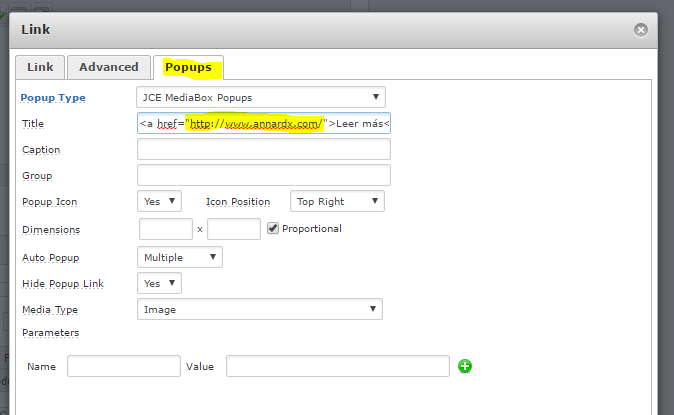 Link
Link Advanced Popups
Popup Type JCE MediaBox Popups
Title <a href="http://www.annardx.com/">Leer más<
Caption
Group
Popup Icon Yes Icon Position Top Right
Dimensions x Proportional
Auto Popup Multiple
Hide Popup Link Yes
Media Type Image
Parameters
Name Value